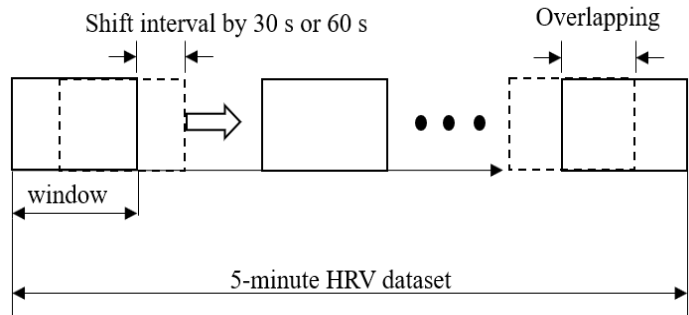 Shift interval by 30 s or 60 s
Overlapping
window
5-minute HRV dataset